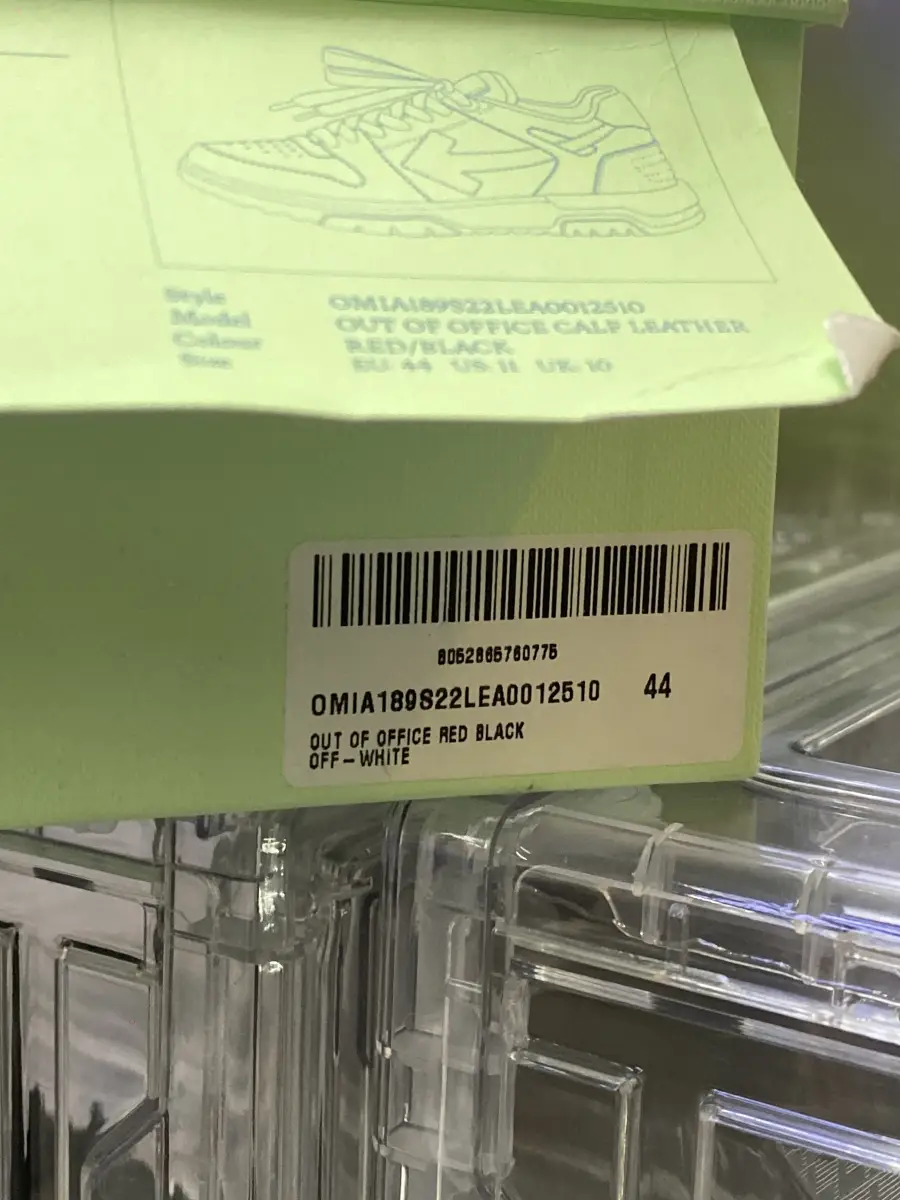 Style OMIA189S22LEA0012510
Model OUT OF OFFICE CALF LEATHER
Colour RED/BLACK
Size EU: 44 US: 11 UK: 10
8052865760775
OMIA189S22LEA0012510 44
OUT OF OFFICE RED BLACK
OFF-WHITE